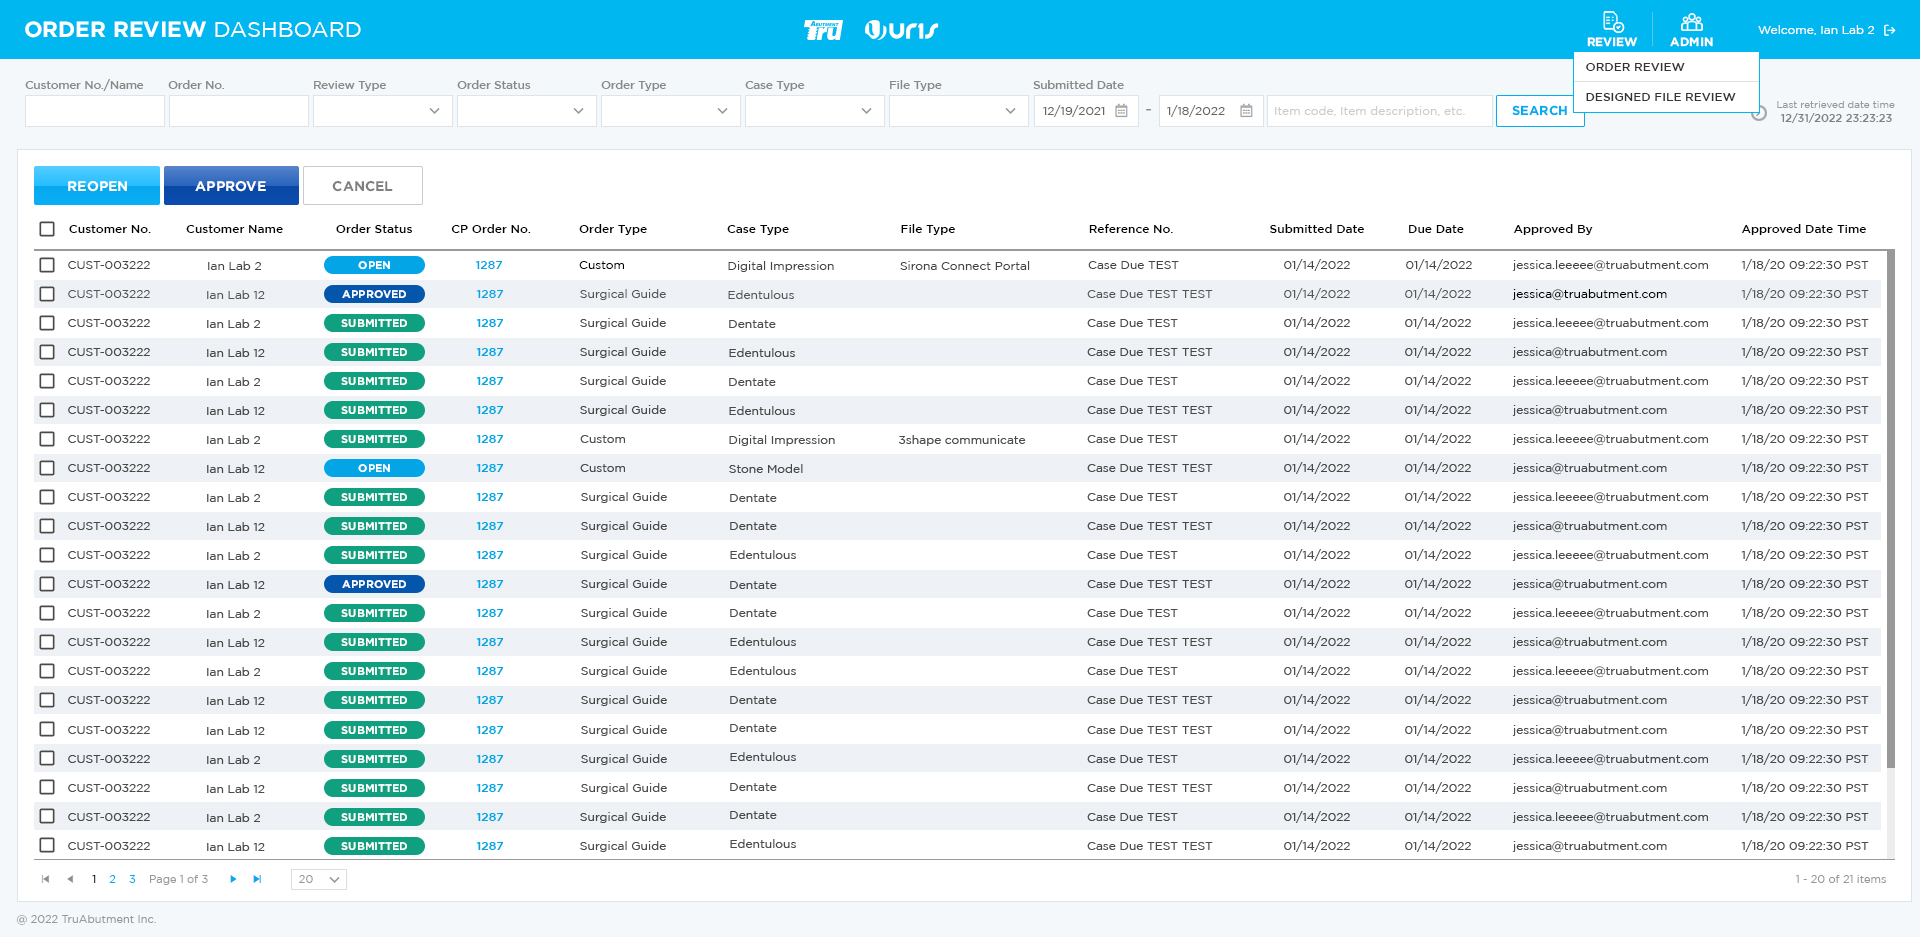 ORDER REVIEW DASHBOARD
ABUTMENT
Tru
uris
REVIEW
ADMIN
Welcome, Ian Lab 2
ORDER REVIEW
DESIGNED FILE REVIEW
Customer No./Name Order No. Review Type Order Status Order Type Case Type File Type Submitted Date
12/19/2021 - 1/18/2022 Item code, Item description, etc. SEARCH
Last retrieved date time
12/31/2022 23:23:23
REOPEN APPROVE CANCEL
Customer No. Customer Name Order Status CP Order No. Order Type Case Type File Type Reference No. Submitted Date Due Date Approved By Approved Date Time
CUST-003222 Ian Lab 2 OPEN 1287 Custom Digital Impression Sirona Connect Portal Case Due TEST 01/14/2022 01/14/2022 jessica.leeeee@truabutment.com 1/18/20 09:22:30 PST
CUST-003222 Ian Lab 12 APPROVED 1287 Surgical Guide Edentulous Case Due TEST TEST 01/14/2022 01/14/2022 jessica@truabutment.com 1/18/20 09:22:30 PST
CUST-003222 Ian Lab 2 SUBMITTED 1287 Surgical Guide Dentate Case Due TEST 01/14/2022 01/14/2022 jessica.leeeee@truabutment.com 1/18/20 09:22:30 PST
CUST-003222 Ian Lab 12 SUBMITTED 1287 Surgical Guide Edentulous Case Due TEST TEST 01/14/2022 01/14/2022 jessica@truabutment.com 1/18/20 09:22:30 PST
CUST-003222 Ian Lab 2 SUBMITTED 1287 Surgical Guide Dentate Case Due TEST 01/14/2022 01/14/2022 jessica.leeeee@truabutment.com 1/18/20 09:22:30 PST
CUST-003222 Ian Lab 12 SUBMITTED 1287 Surgical Guide Edentulous Case Due TEST TEST 01/14/2022 01/14/2022 jessica@truabutment.com 1/18/20 09:22:30 PST
CUST-003222 Ian Lab 2 SUBMITTED 1287 Custom Digital Impression 3shape communicate Case Due TEST 01/14/2022 01/14/2022 jessica.leeeee@truabutment.com 1/18/20 09:22:30 PST
CUST-003222 Ian Lab 12 OPEN 1287 Custom Stone Model Case Due TEST TEST 01/14/2022 01/14/2022 jessica@truabutment.com 1/18/20 09:22:30 PST
CUST-003222 Ian Lab 2 SUBMITTED 1287 Surgical Guide Dentate Case Due TEST 01/14/2022 01/14/2022 jessica.leeeee@truabutment.com 1/18/20 09:22:30 PST
CUST-003222 Ian Lab 12 SUBMITTED 1287 Surgical Guide Dentate Case Due TEST TEST 01/14/2022 01/14/2022 jessica@truabutment.com 1/18/20 09:22:30 PST
CUST-003222 Ian Lab 2 SUBMITTED 1287 Surgical Guide Edentulous Case Due TEST 01/14/2022 01/14/2022 jessica.leeeee@truabutment.com 1/18/20 09:22:30 PST
CUST-003222 Ian Lab 12 APPROVED 1287 Surgical Guide Dentate Case Due TEST TEST 01/14/2022 01/14/2022 jessica@truabutment.com 1/18/20 09:22:30 PST
CUST-003222 Ian Lab 2 SUBMITTED 1287 Surgical Guide Dentate Case Due TEST 01/14/2022 01/14/2022 jessica.leeeee@truabutment.com 1/18/20 09:22:30 PST
CUST-003222 Ian Lab 12 SUBMITTED 1287 Surgical Guide Edentulous Case Due TEST TEST 01/14/2022 01/14/2022 jessica@truabutment.com 1/18/20 09:22:30 PST
CUST-003222 Ian Lab 2 SUBMITTED 1287 Surgical Guide Edentulous Case Due TEST 01/14/2022 01/14/2022 jessica.leeeee@truabutment.com 1/18/20 09:22:30 PST
CUST-003222 Ian Lab 12 SUBMITTED 1287 Surgical Guide Dentate Case Due TEST TEST 01/14/2022 01/14/2022 jessica@truabutment.com 1/18/20 09:22:30 PST
CUST-003222 Ian Lab 12 SUBMITTED 1287 Surgical Guide Dentate Case Due TEST TEST 01/14/2022 01/14/2022 jessica@truabutment.com 1/18/20 09:22:30 PST
CUST-003222 Ian Lab 2 SUBMITTED 1287 Surgical Guide Edentulous Case Due TEST 01/14/2022 01/14/2022 jessica.leeeee@truabutment.com 1/18/20 09:22:30 PST
CUST-003222 Ian Lab 12 SUBMITTED 1287 Surgical Guide Dentate Case Due TEST TEST 01/14/2022 01/14/2022 jessica@truabutment.com 1/18/20 09:22:30 PST
CUST-003222 Ian Lab 2 SUBMITTED 1287 Surgical Guide Dentate Case Due TEST 01/14/2022 01/14/2022 jessica.leeeee@truabutment.com 1/18/20 09:22:30 PST
CUST-003222 Ian Lab 12 SUBMITTED 1287 Surgical Guide Edentulous Case Due TEST TEST 01/14/2022 01/14/2022 jessica@truabutment.com 1/18/20 09:22:30 PST
1 2 3 Page 1 of 3 20 1 - 20 of 21 items
@ 2022 TruAbutment Inc.